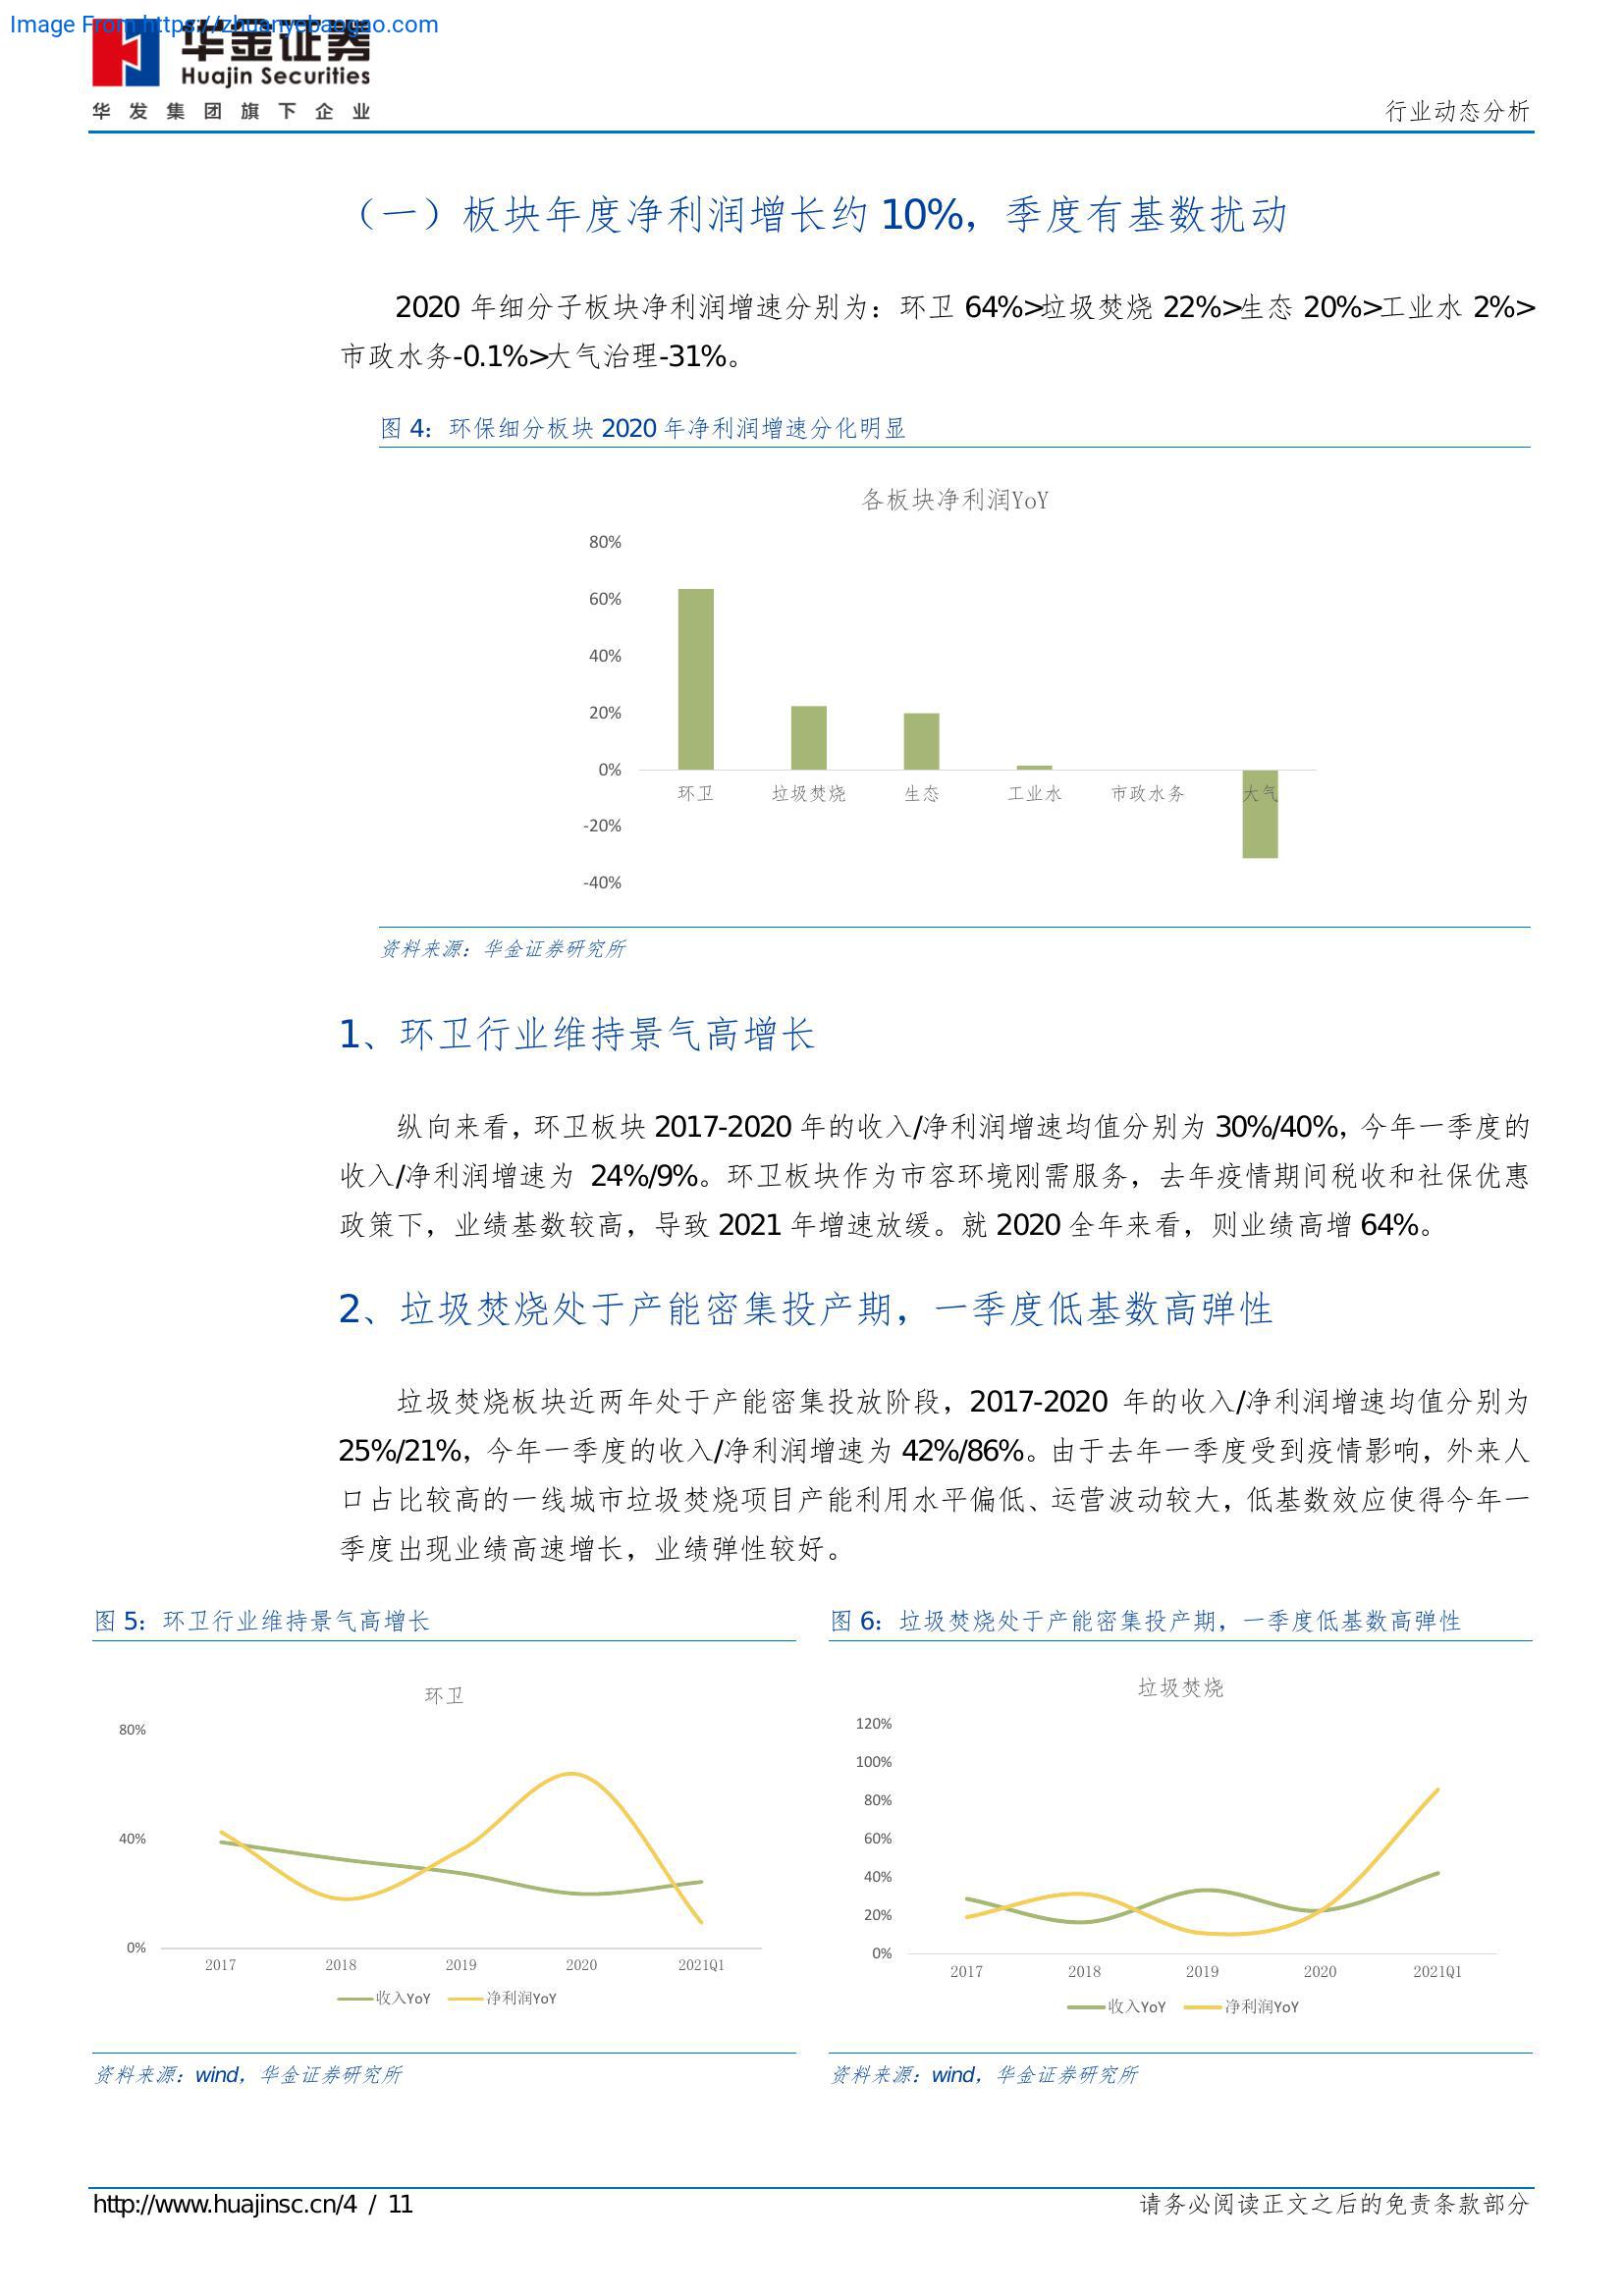 Image From https://zhuanyebaogao.com
华金证券
Huajin Securities
华发集团旗下企业
行业动态分析
（一）板块年度净利润增长约 10%，季度有基数扰动
2020 年细分子板块净利润增速分别为：环卫 64%>垃圾焚烧 22%>生态 20%>工业水 2%>
市政水务-0.1%>大气治理-31%。
图 4：环保细分板块 2020 年净利润增速分化明显
各板块净利润YoY
80%
60%
40%
20%
0%
-20%
-40%
环卫 垃圾焚烧 生态 工业水 市政水务 大气
资料来源：华金证券研究所
1、环卫行业维持景气高增长
纵向来看，环卫板块 2017-2020 年的收入/净利润增速均值分别为 30%/40%，今年一季度的
收入/净利润增速为 24%/9%。环卫板块作为市容环境刚需服务，去年疫情期间税收和社保优惠
政策下，业绩基数较高，导致 2021 年增速放缓。就 2020 全年来看，则业绩高增 64%。
2、垃圾焚烧处于产能密集投产期，一季度低基数高弹性
垃圾焚烧板块近两年处于产能密集投放阶段，2017-2020 年的收入/净利润增速均值分别为
25%/21%，今年一季度的收入/净利润增速为 42%/86%。由于去年一季度受到疫情影响，外来人
口占比较高的一线城市垃圾焚烧项目产能利用水平偏低、运营波动较大，低基数效应使得今年一
季度出现业绩高速增长，业绩弹性较好。
图 5：环卫行业维持景气高增长
环卫
80%
40%
0%
2017 2018 2019 2020 2021Q1
收入YoY 净利润YoY
资料来源：wind，华金证券研究所
图 6：垃圾焚烧处于产能密集投产期，一季度低基数高弹性
垃圾焚烧
120%
100%
80%
60%
40%
20%
0%
2017 2018 2019 2020 2021Q1
收入YoY 净利润YoY
资料来源：wind，华金证券研究所
http://www.huajinsc.cn/4 / 11
请务必阅读正文之后的免责条款部分